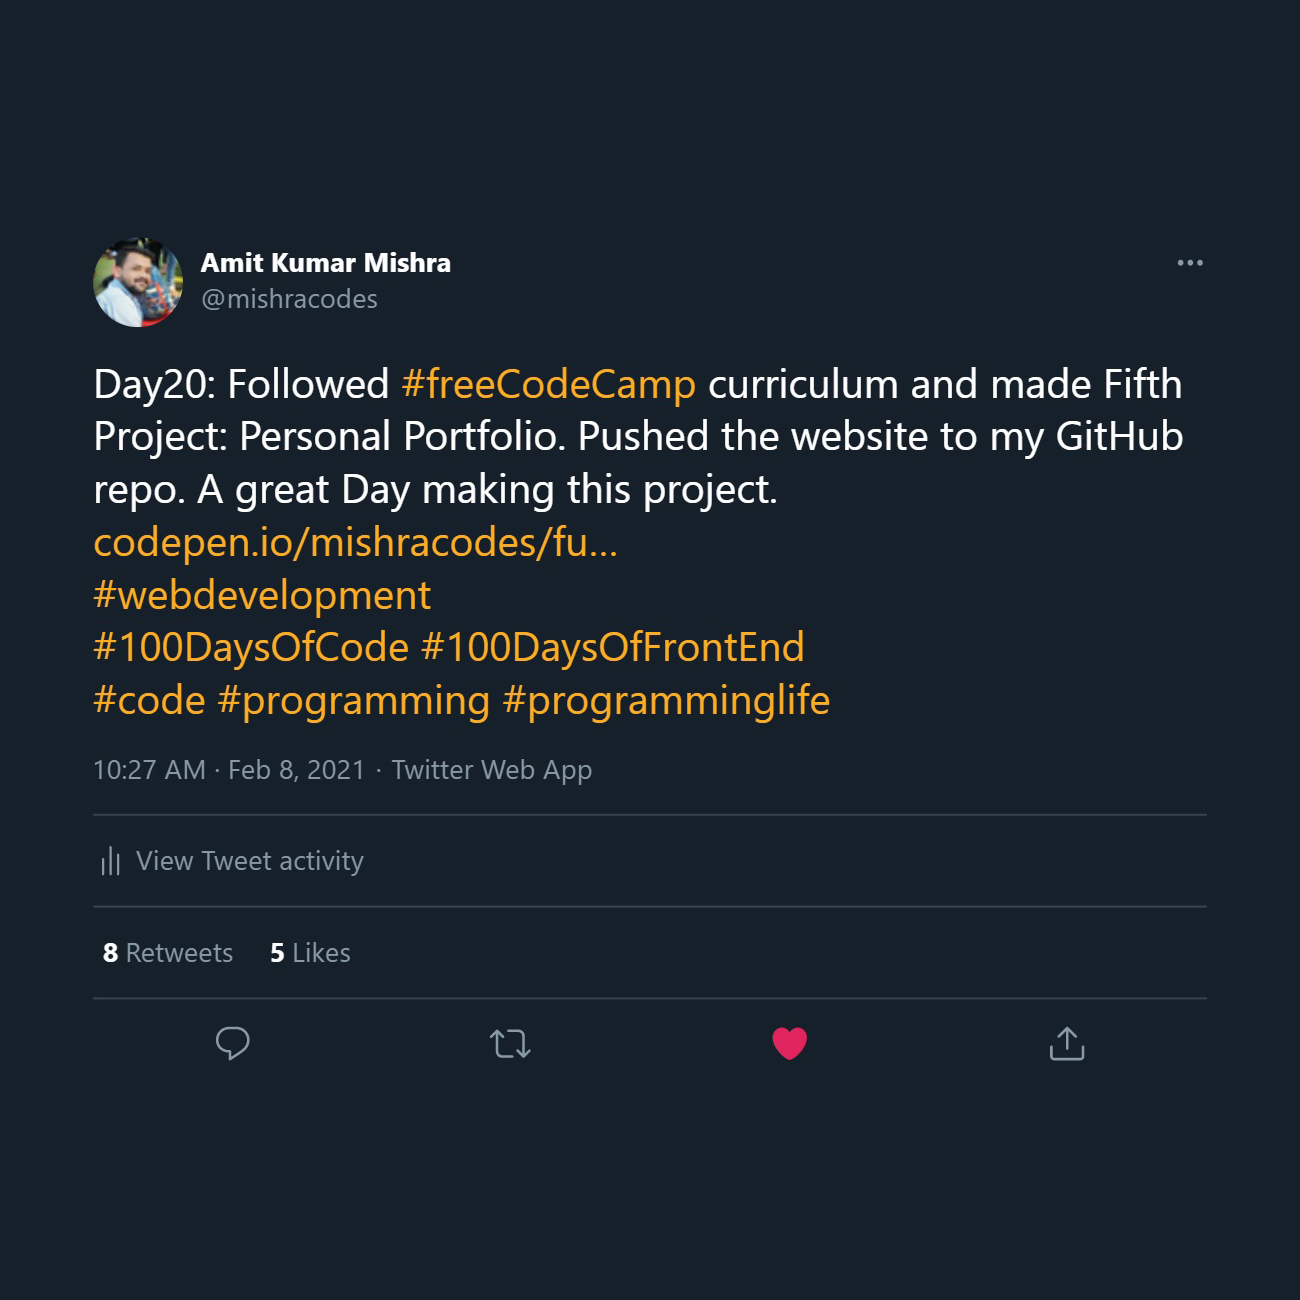 Amit Kumar Mishra
@mishracodes
Day20: Followed #freeCodeCamp curriculum and made Fifth
Project: Personal Portfolio. Pushed the website to my GitHub
repo. A great Day making this project.
codepen.io/mishracodes/fu…
#webdevelopment
#100DaysOfCode #100DaysOfFrontEnd
#code #programming #programminglife
10:27 AM · Feb 8, 2021 · Twitter Web App
View Tweet activity
8 Retweets 5 Likes